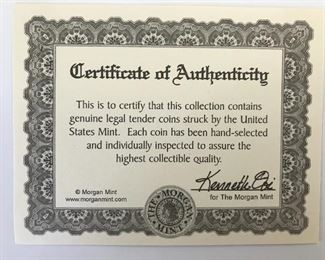 Certificate of Authenticity
This is to certify that this collection contains
genuine legal tender coins struck by the United
States Mint. Each coin has been hand-selected
and individually inspected to assure the
highest collectible quality.
© Morgan Mint
www.morganmint.com
THE MORGAN MINT
Kenneth
for The Morgan Mint